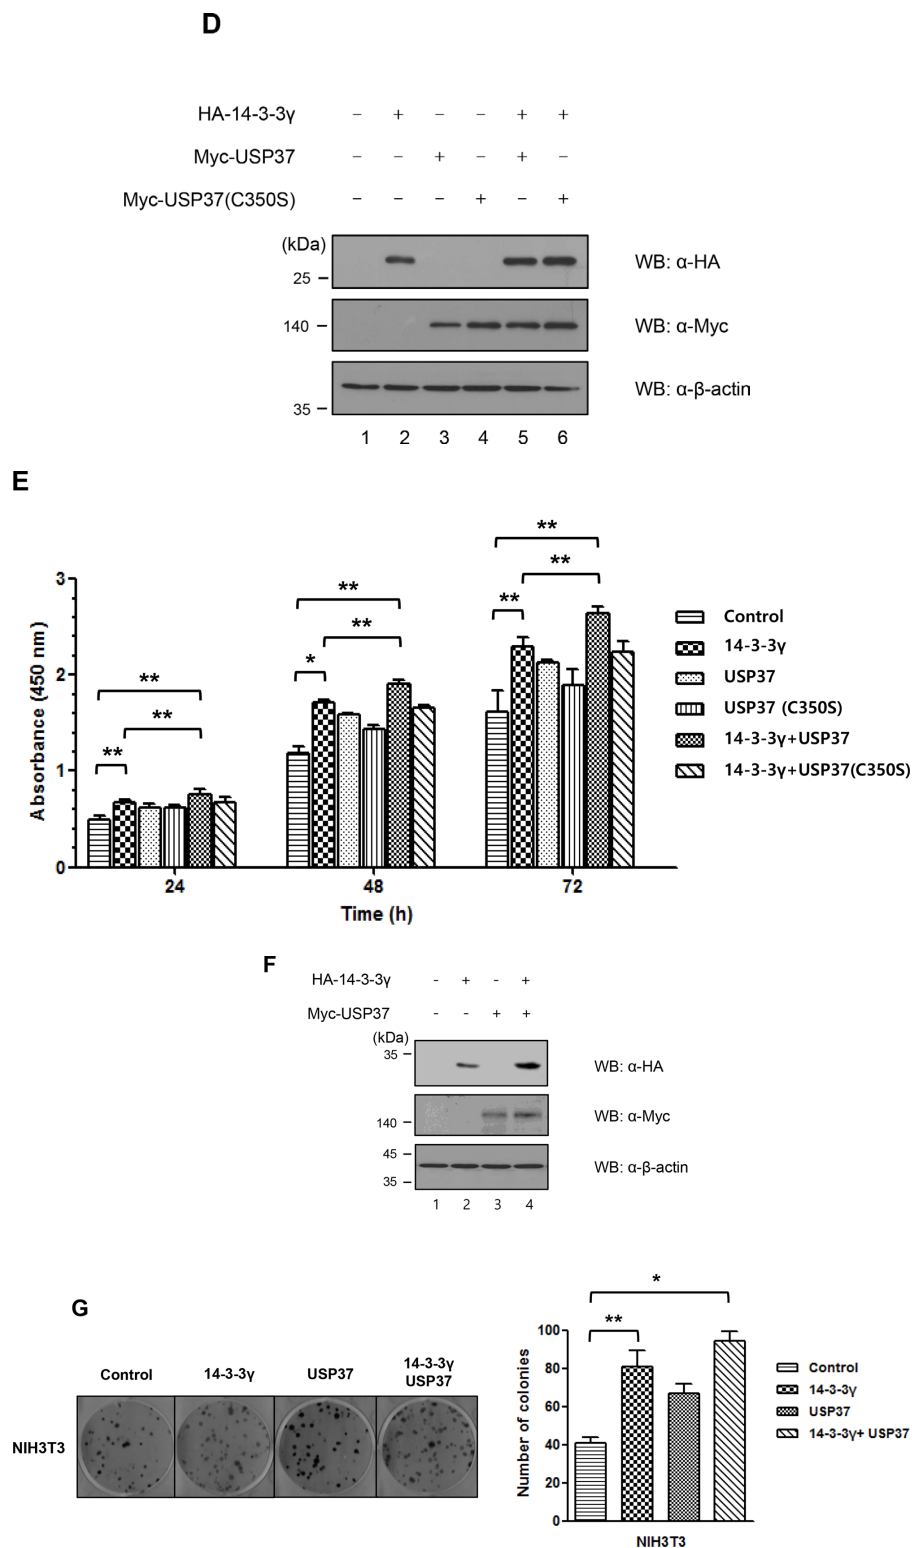 D
HA-14-3-3γ – + – – + +
Myc-USP37 – – + – + –
Myc-USP37(C350S) – – – + – +
(kDa)
25
WB: α-HA
140
WB: α-Myc
35
WB: α-β-actin
1 2 3 4 5 6
E
** ** **
** ** **
** * **
Absorbance (450 nm)
3
2
1
0
24 48 72
Time (h)
Control
14-3-3γ
USP37
USP37 (C350S)
14-3-3γ+USP37
14-3-3γ+USP37(C350S)
F
HA-14-3-3γ - + - +
Myc-USP37 - - + +
(kDa)
35
WB: α-HA
140
WB: α-Myc
45
35
WB: α-β-actin
1 2 3 4
G
Control 14-3-3γ USP37 14-3-3γ
USP37
NIH3T3
*
**
Number of colonies
100
80
60
40
20
0
NIH3T3
Control
14-3-3γ
USP37
14-3-3γ+ USP37